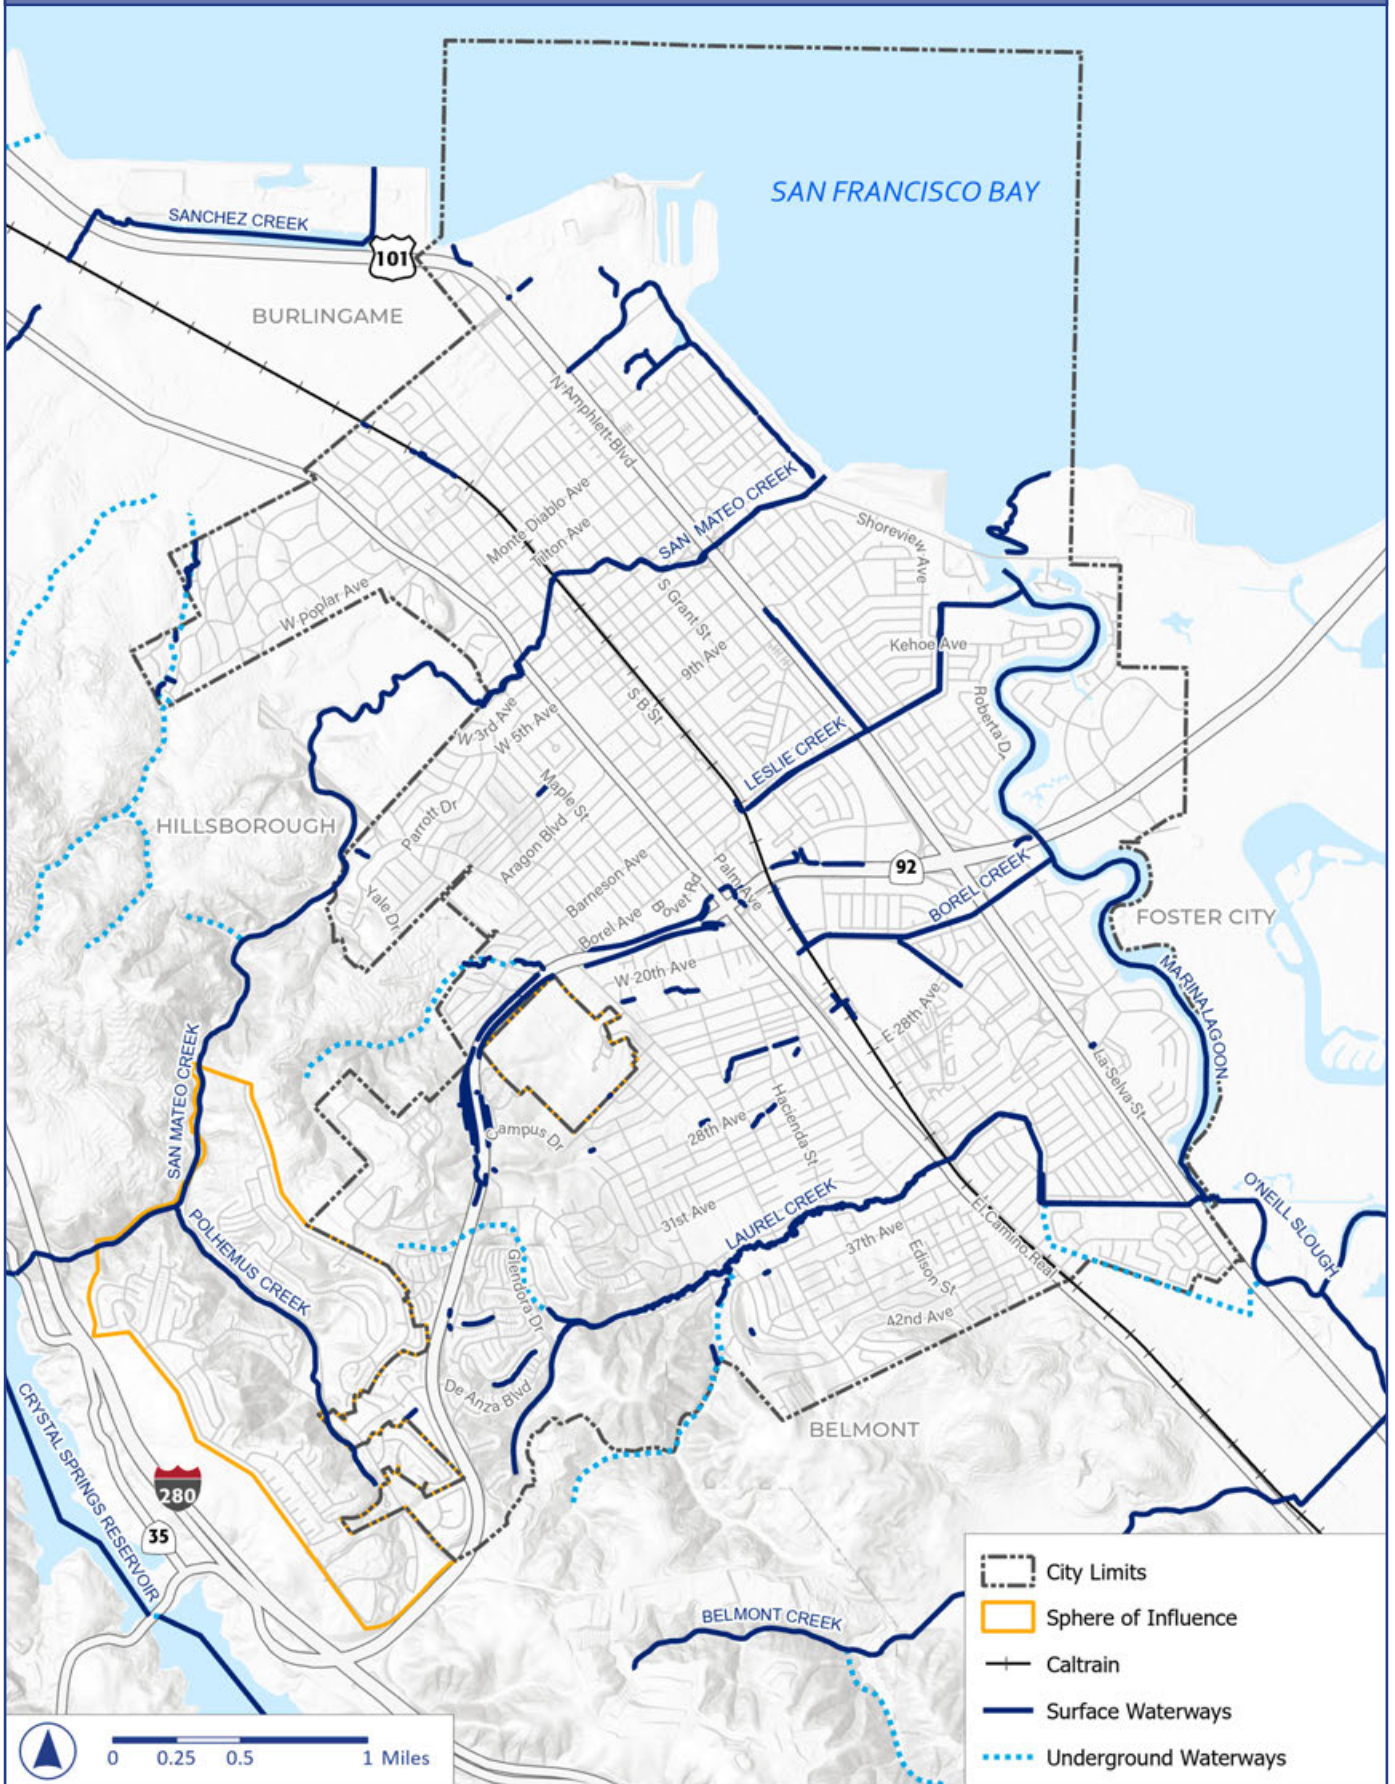 SAN FRANCISCO BAY
SANCHEZ CREEK
101
BURLINGAME
N Amphlett Blvd
Monte Diablo Ave
Tilton Ave
SAN MATEO CREEK
Shoreview Ave
W Poplar Ave
S Grant St
9th Ave
Kehoe Ave
S B St
Roberta Dr
W 3rd Ave
W 5th Ave
LESLIE CREEK
Maple St
HILLSBOROUGH
Parrott Dr
Aragon Blvd
Barneson Ave
Palm Ave
92
Bovet Rd
BOREL CREEK
Yale Dr
Borel Ave
FOSTER CITY
W 20th Ave
MARINA LAGOON
E 28th Ave
SAN MATEO CREEK
La Selva St
Campus Dr
28th Ave
Hacienda St
31st Ave
LAUREL CREEK
O'NEILL SLOUGH
POLHEMUS CREEK
37th Ave
El Camino Real
Edison St
Glendora Dr
42nd Ave
De Anza Blvd
BELMONT
CRYSTAL SPRINGS RESERVOIR
280
35
BELMONT CREEK
City Limits
Sphere of Influence
Caltrain
Surface Waterways
Underground Waterways
0 0.25 0.5 1 Miles